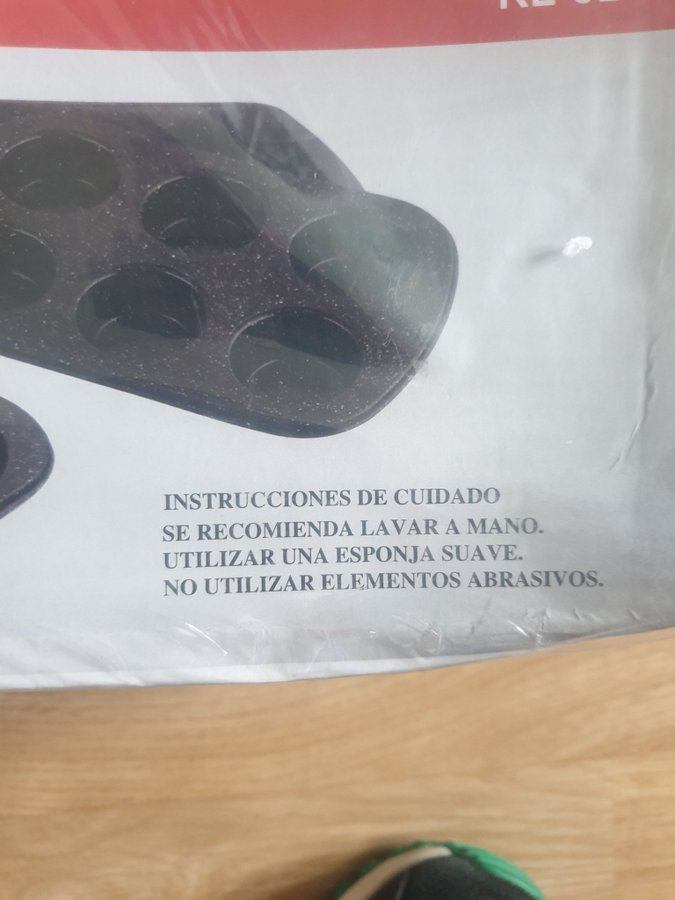 INSTRUCCIONES DE CUIDADO
SE RECOMIENDA LAVAR A MANO.
UTILIZAR UNA ESPONJA SUAVE.
NO UTILIZAR ELEMENTOS ABRASIVOS.